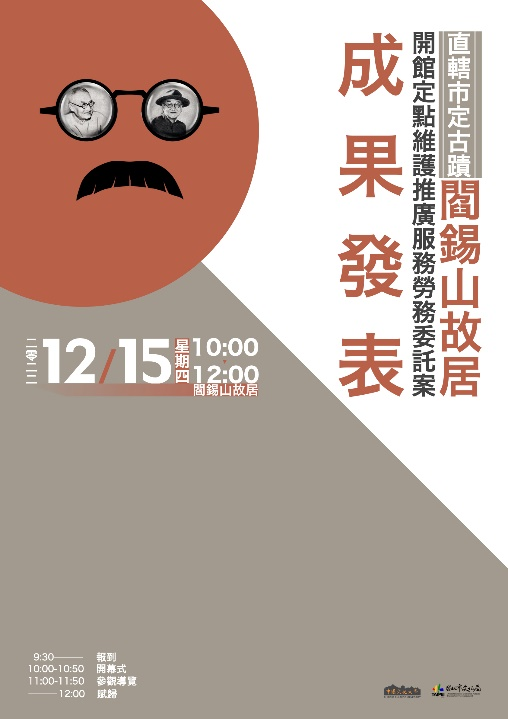 直轄市定古蹟閻錫山故居
開館定點維護推廣服務勞務委託案
成果發表
二零二二
12/15
星期四
10:00
12:00
閻錫山故居
9:30 報到
10:00-10:50 開幕式
11:00-11:50 參觀導覽
12:00 賦歸